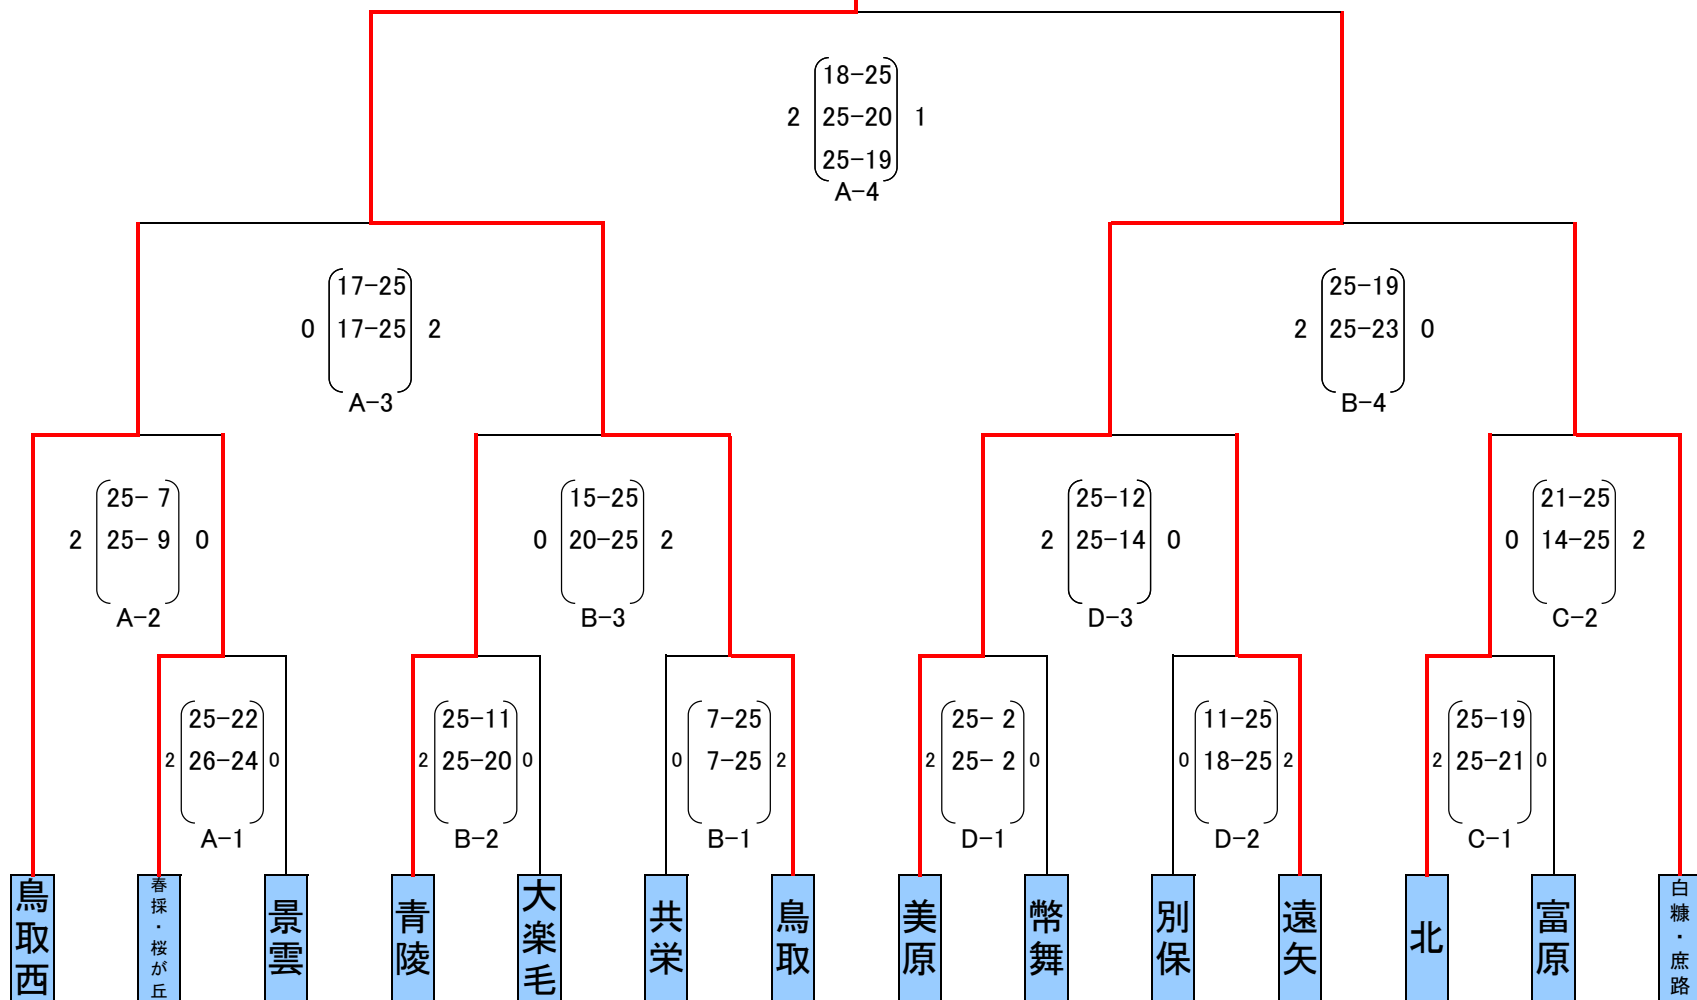 18-25
2 25-20 1
25-19
A-4
17-25
0 17-25 2
A-3
25-19
2 25-23 0
B-4
25- 7
2 25- 9 0
A-2
15-25
0 20-25 2
B-3
25-12
2 25-14 0
D-3
21-25
0 14-25 2
C-2
25-22
2 26-24 0
A-1
25-11
2 25-20 0
B-2
7-25
0 7-25 2
B-1
25- 2
2 25- 2 0
D-1
11-25
0 18-25 2
D-2
25-19
2 25-21 0
C-1
鳥取西
春採・桜が丘
景雲
青陵
大楽毛
共栄
鳥取
美原
幣舞
別保
遠矢
北
富原
白糠・庶路